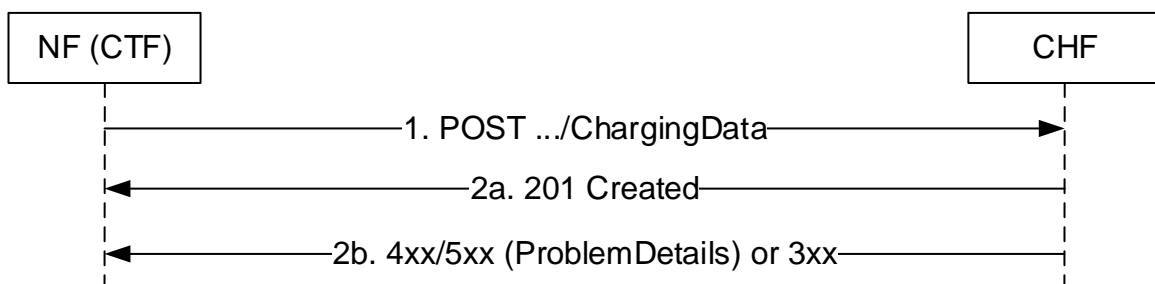 NF (CTF)
CHF
1. POST .../ChargingData
2a. 201 Created
2b. 4xx/5xx (ProblemDetails) or 3xx